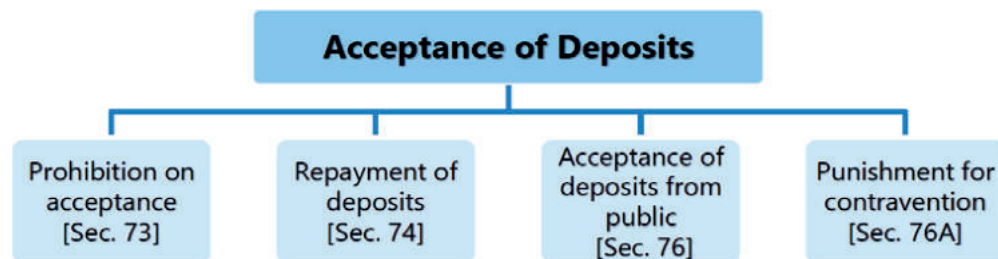 Acceptance of Deposits
Prohibition on
acceptance
[Sec. 73]
Repayment of
deposits
[Sec. 74]
Acceptance of
deposits from
public
[Sec. 76]
Punishment for
contravention
[Sec. 76A]